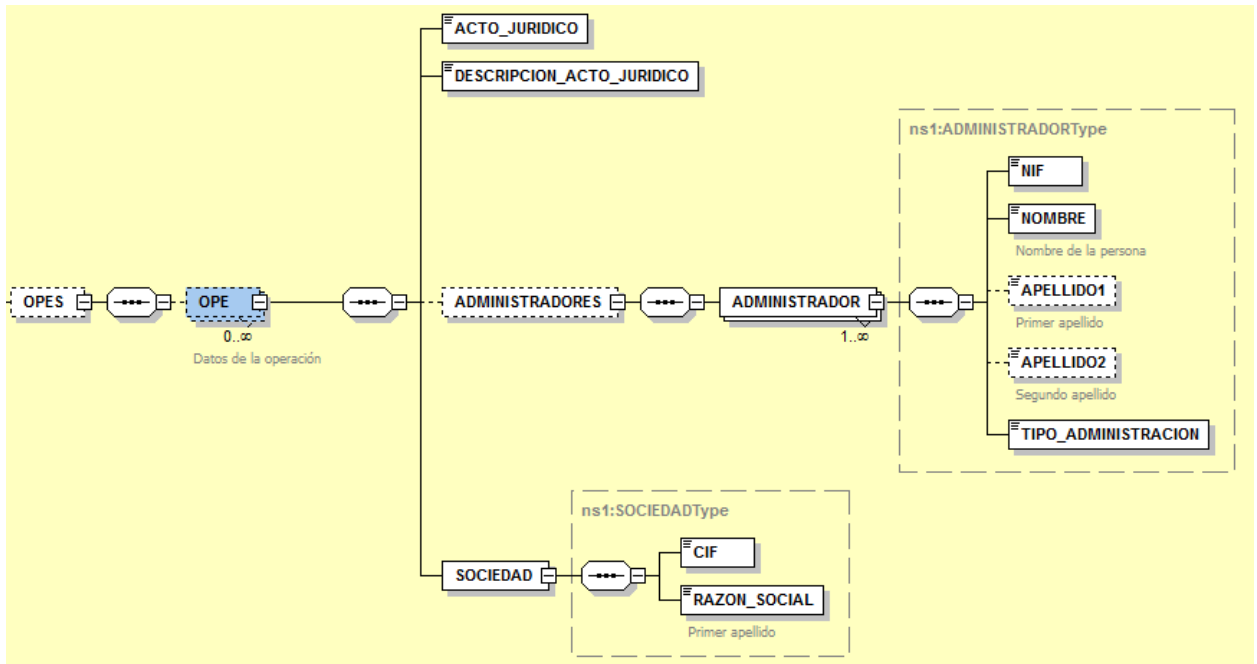 ACTO_JURIDICO
DESCRIPCION_ACTO_JURIDICO
ns1:ADMINISTRADORType
NIF
NOMBRE
Nombre de la persona
OPES
OPE
0..∞
Datos de la operación
ADMINISTRADORES
ADMINISTRADOR
1..∞
APELLIDO1
Primer apellido
APELLIDO2
Segundo apellido
TIPO_ADMINISTRACION
ns1:SOCIEDADType
SOCIEDAD
CIF
RAZON_SOCIAL
Primer apellido